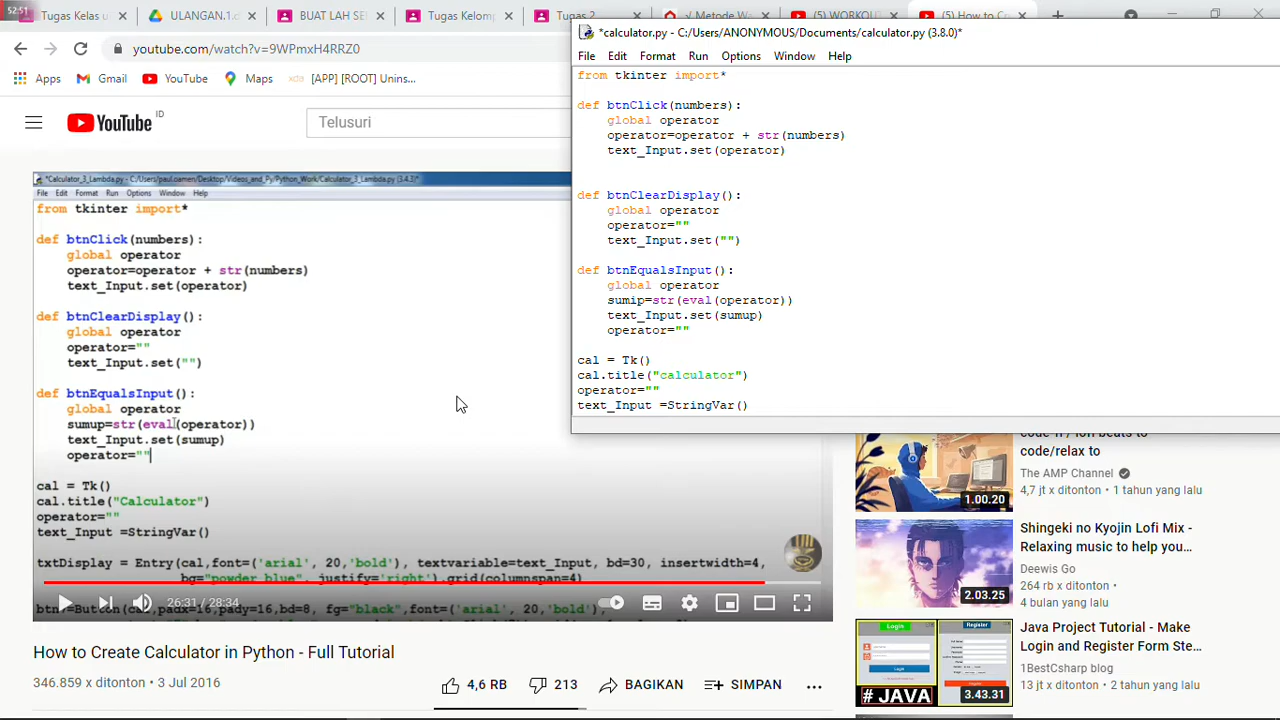 52:51
Tugas Kelas u
ULANGAN.1.c
BUAT LAH SE
Tugas Kelomp
Tugas 2
√ Metode Wa
(5) WORKOU
(5) How to Cr
youtube.com/watch?v=9WPmxH4RRZ0
Apps
Gmail
YouTube
Maps
[APP] [ROOT] Unins...
YouTube ID
Telusuri
*Calculator_3_Lambda.py - C:/Users/paul.oamen/Desktop/Videos_and_Py/Python_Work/Calculator_3_Lambda.py (3.4.3)*
File Edit Format Run Options Window Help
from tkinter import*
def btnClick(numbers):
global operator
operator=operator + str(numbers)
text_Input.set(operator)
def btnClearDisplay():
global operator
operator=""
text_Input.set("")
def btnEqualsInput():
global operator
sumup=str(eval(operator))
text_Input.set(sumup)
operator=""
cal = Tk()
cal.title("Calculator")
operator=""
text_Input =StringVar()
txtDisplay = Entry(cal,font=('arial', 20,'bold'), textvariable=text_Input, bd=30, insertwidth=4,
bg="powder blue", justify='right').grid(columnspan=4)
btn7=Button(cal,padx=16,pady=16,bd=8, fg="black",font=('arial', 20,'bold'),
26:31 / 28:34
How to Create Calculator in Python - Full Tutorial
346.859 x ditonton • 3 Jul 2016
4,6 RB
213
BAGIKAN
SIMPAN
*calculator.py - C:/Users/ANONYMOUS/Documents/calculator.py (3.8.0)*
File Edit Format Run Options Window Help
from tkinter import*
def btnClick(numbers):
global operator
operator=operator + str(numbers)
text_Input.set(operator)
def btnClearDisplay():
global operator
operator=""
text_Input.set("")
def btnEqualsInput():
global operator
sumip=str(eval(operator))
text_Input.set(sumup)
operator=""
cal = Tk()
cal.title("calculator")
operator=""
text_Input =StringVar()
code-fi / lofi beats to
code/relax to
The AMP Channel
4,7 jt x ditonton • 1 tahun yang lalu
1.00.20
Shingeki no Kyojin Lofi Mix -
Relaxing music to help you...
Deewis Go
264 rb x ditonton •
4 bulan yang lalu
2.03.25
Login
Register
# JAVA
3.43.31
Java Project Tutorial - Make
Login and Register Form Ste...
1BestCsharp blog
13 jt x ditonton • 2 tahun yang lalu